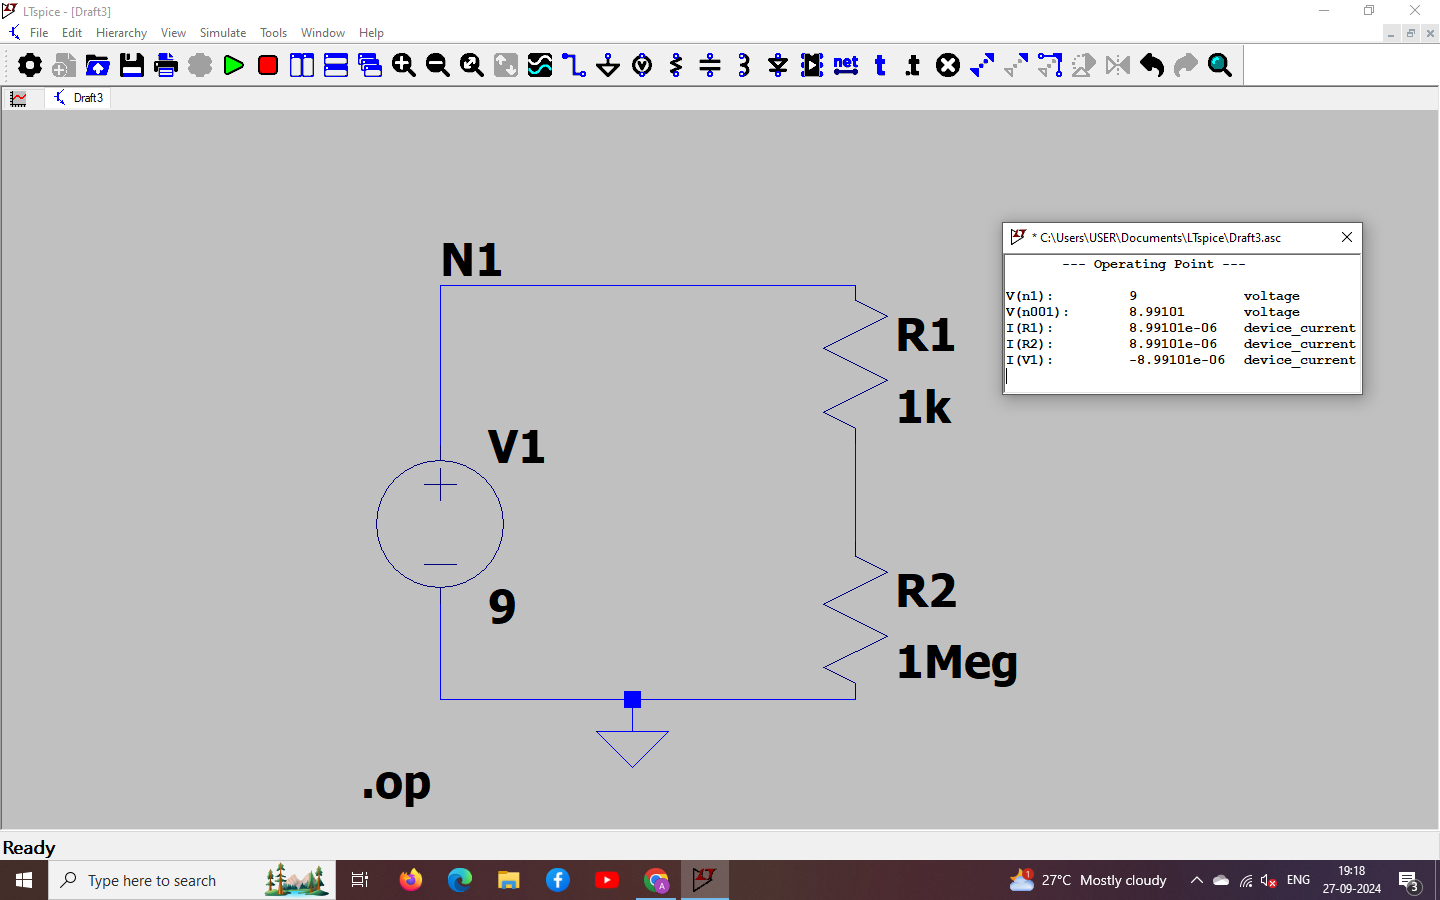 LTspice - [Draft3]
File Edit Hierarchy View Simulate Tools Window Help
net t .t
Draft3
N1
* C:\Users\USER\Documents\LTspice\Draft3.asc
--- Operating Point ---
V(n1): 9 voltage
V(n001): 8.99101 voltage
I(R1): 8.99101e-06 device_current
I(R2): 8.99101e-06 device_current
I(V1): -8.99101e-06 device_current
R1
1k
V1
9
R2
1Meg
.op
Ready
Type here to search
A
1
27°C Mostly cloudy
ENG
19:18
27-09-2024
3